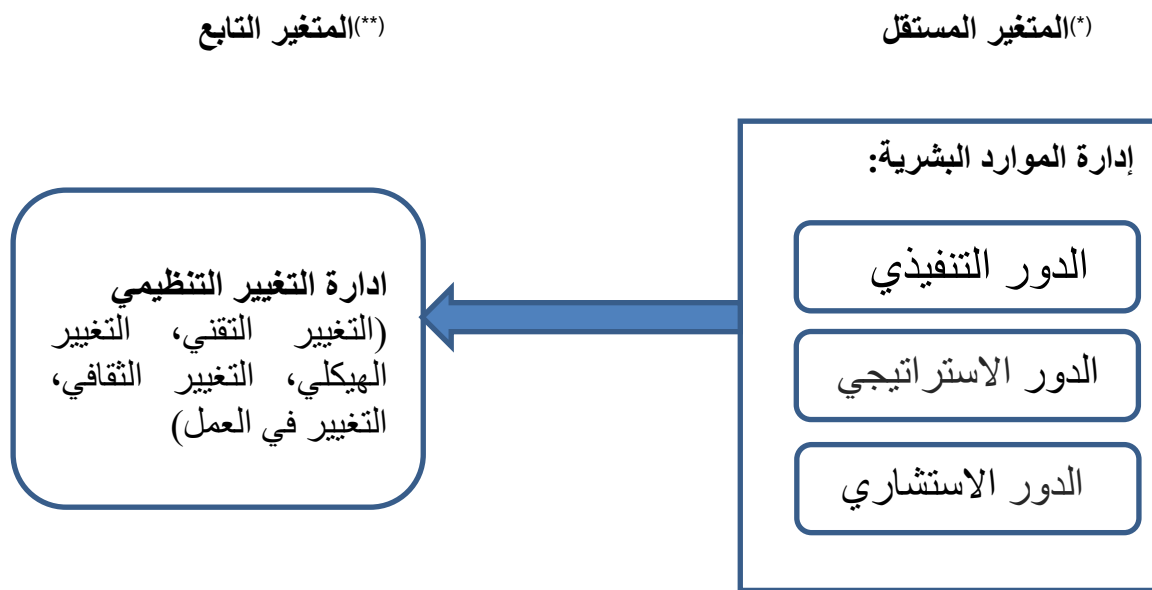 المتغير المستقل(*)
المتغير التابع(**)
إدارة الموارد البشرية:
الدور التنفيذي
الدور الاستراتيجي
الدور الاستشاري
ادارة التغيير التنظيمي
(التغيير التقني، التغيير
الهيكلي، التغيير الثقافي،
التغيير في العمل)